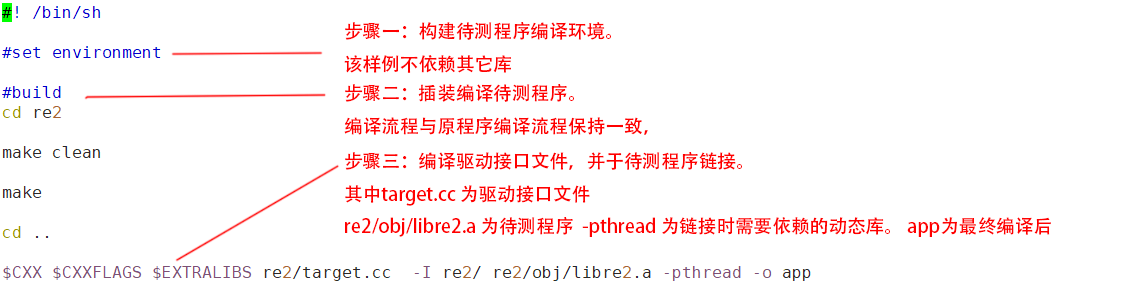 #! /bin/sh
步骤一：构建待测程序编译环境。
#set environment
该样例不依赖其它库
#build
步骤二：插装编译待测程序。
cd re2
编译流程与原程序编译流程保持一致，
make clean
步骤三：编译驱动接口文件，并于待测程序链接。
make
其中target.cc 为驱动接口文件
re2/obj/libre2.a 为待测程序 -pthread 为链接时需要依赖的动态库。 app为最终编译后
cd ..
$CXX $CXXFLAGS $EXTRALIBS re2/target.cc  -I re2/ re2/obj/libre2.a -pthread -o app